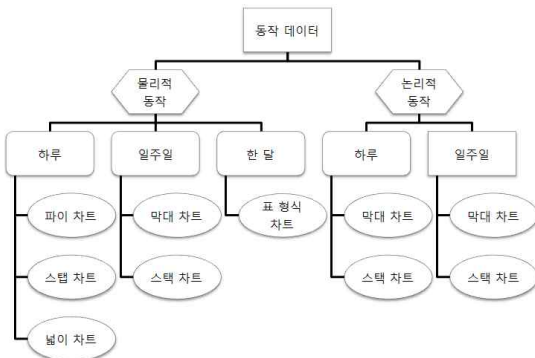 동작 데이터
물리적
동작
논리적
동작
하루
일주일
한 달
하루
일주일
파이 차트
막대 차트
표 형식
차트
막대 차트
막대 차트
스탭 차트
스택 차트
스택 차트
스택 차트
넓이 차트